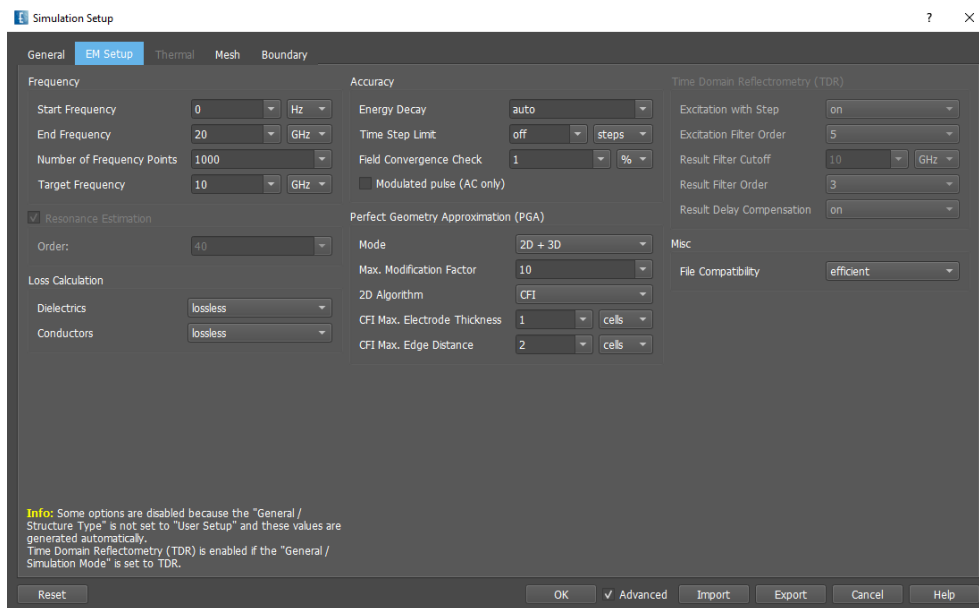 Simulation Setup
?
General EM Setup Thermal Mesh Boundary
Frequency
Start Frequency 0 Hz
End Frequency 20 GHz
Number of Frequency Points 1000
Target Frequency 10 GHz
Resonance Estimation
Order: 40
Loss Calculation
Dielectrics lossless
Conductors lossless
Accuracy
Energy Decay auto
Time Step Limit off steps
Field Convergence Check 1 %
Modulated pulse (AC only)
Perfect Geometry Approximation (PGA)
Mode 2D + 3D
Max. Modification Factor 10
2D Algorithm CFI
CFI Max. Electrode Thickness 1 cells
CFI Max. Edge Distance 2 cells
Time Domain Reflectrometry (TDR)
Excitation with Step on
Excitation Filter Order 5
Result Filter Cutoff 10 GHz
Result Filter Order 3
Result Delay Compensation on
Misc
File Compatibility efficient
Info: Some options are disabled because the "General /
Structure Type" is not set to "User Setup" and these values are
generated automatically.
Time Domain Reflectometry (TDR) is enabled if the "General /
Simulation Mode" is set to TDR.
Reset OK Advanced Import Export Cancel Help